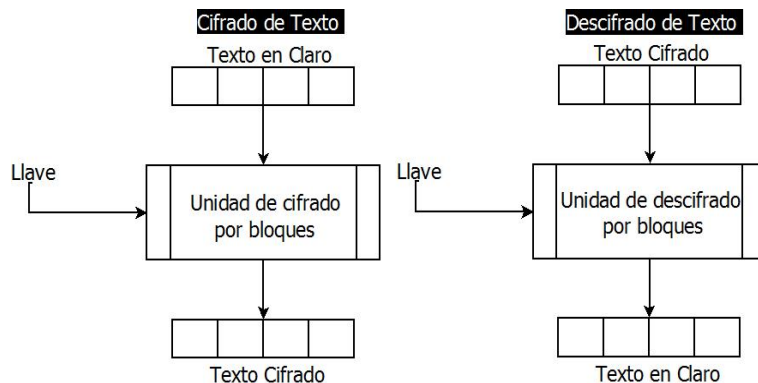 Cifrado de Texto
Texto en Claro
Llave
Unidad de cifrado
por bloques
Texto Cifrado
Descifrado de Texto
Texto Cifrado
Llave
Unidad de descifrado
por bloques
Texto en Claro